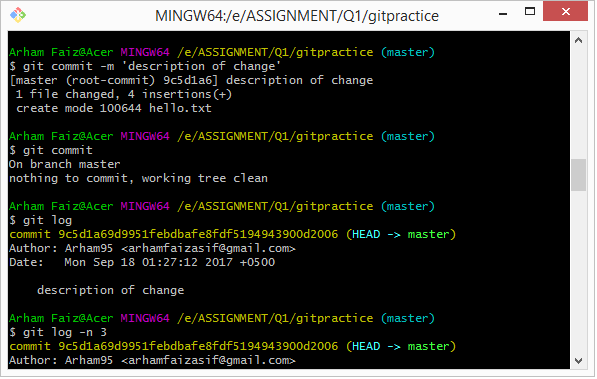 MINGW64:/e/ASSIGNMENT/Q1/gitpractice
Arham Faiz@Acer MINGW64 /e/ASSIGNMENT/Q1/gitpractice (master)
$ git commit -m 'description of change'
[master (root-commit) 9c5d1a6] description of change
 1 file changed, 4 insertions(+)
 create mode 100644 hello.txt
Arham Faiz@Acer MINGW64 /e/ASSIGNMENT/Q1/gitpractice (master)
$ git commit
On branch master
nothing to commit, working tree clean
Arham Faiz@Acer MINGW64 /e/ASSIGNMENT/Q1/gitpractice (master)
$ git log
commit 9c5d1a69d9951febdbafe8fdf5194943900d2006 (HEAD -> master)
Author: Arham95 <arhamfaizasif@gmail.com>
Date:   Mon Sep 18 01:27:12 2017 +0500
    description of change
Arham Faiz@Acer MINGW64 /e/ASSIGNMENT/Q1/gitpractice (master)
$ git log -n 3
commit 9c5d1a69d9951febdbafe8fdf5194943900d2006 (HEAD -> master)
Author: Arham95 <arhamfaizasif@gmail.com>